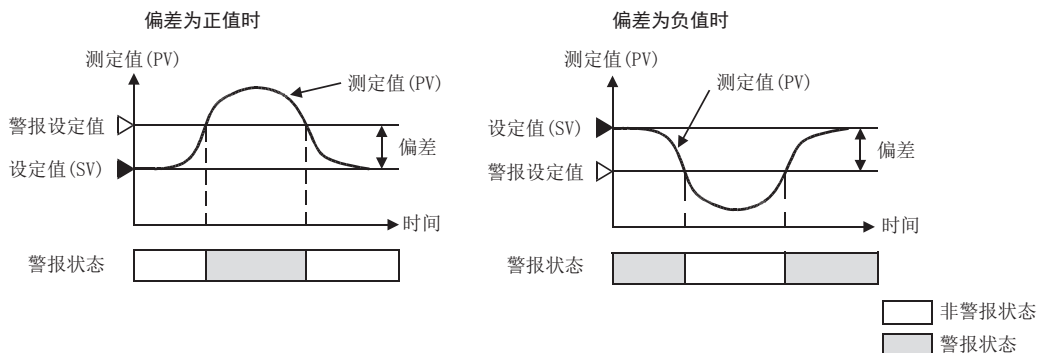 偏差为正值时
测定值(PV)
测定值(PV)
警报设定值
偏差
设定值(SV)
时间
警报状态
偏差为负值时
测定值(PV)
测定值(PV)
设定值(SV)
偏差
警报设定值
时间
警报状态
非警报状态
警报状态